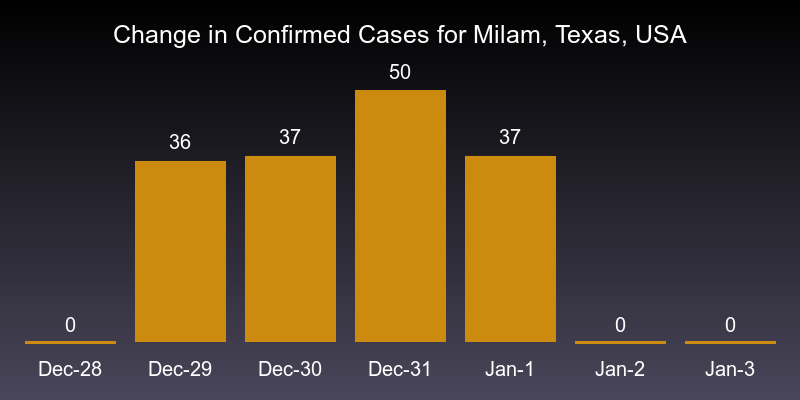 Change in Confirmed Cases for Milam, Texas, USA
50
36 37 37
0 0 0
Dec-28 Dec-29 Dec-30 Dec-31 Jan-1 Jan-2 Jan-3